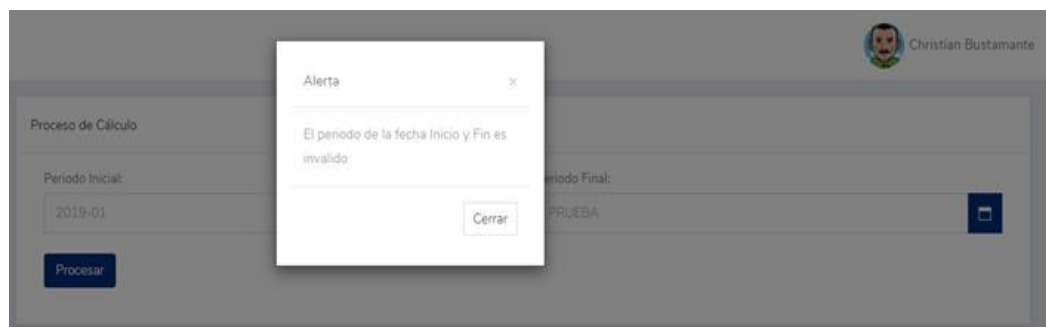 Christian Bustamante
Alerta ×
Proceso de Cálculo
El periodo de la fecha Inicio y Fin es
invalido
Periodo Inicial:
eriodo Final:
2019-01
PRUEBA
Cerrar
Procesar